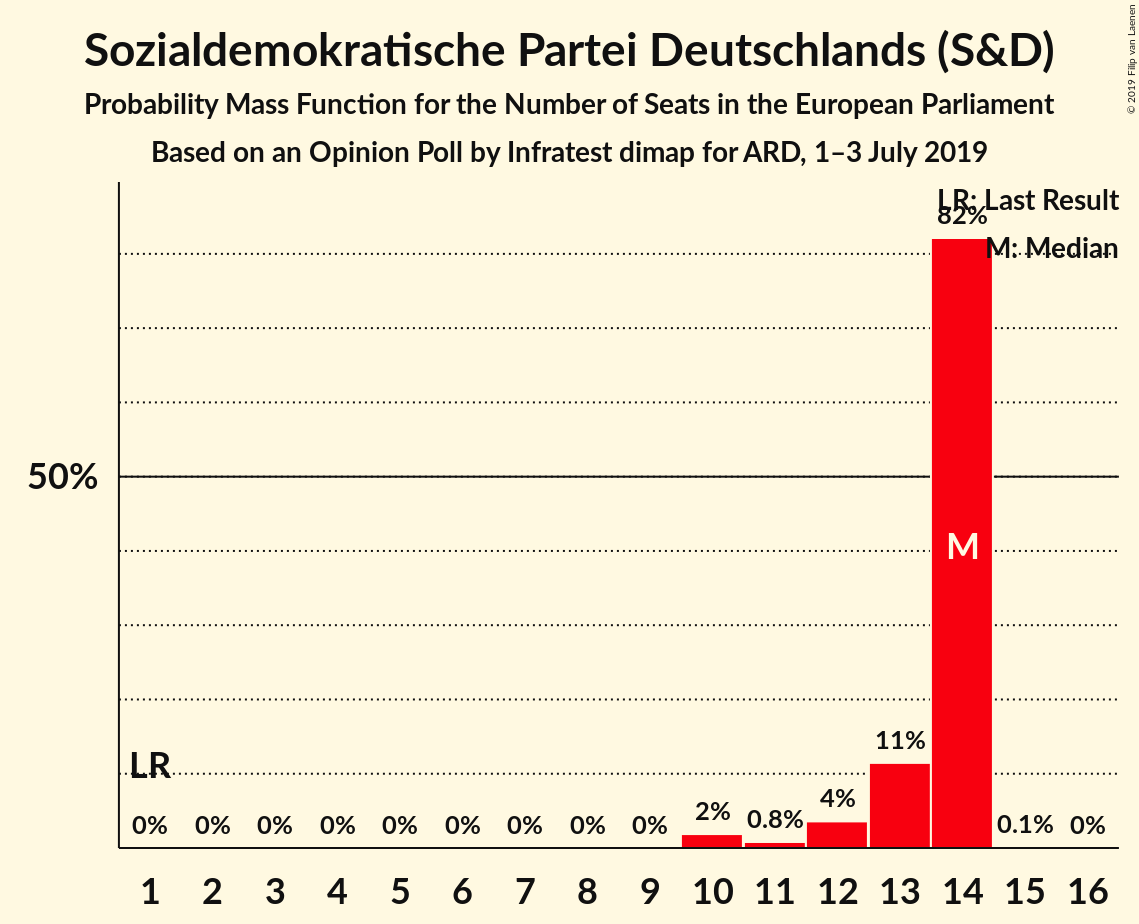 Sozialdemokratische Partei Deutschlands (S&D)
Probability Mass Function for the Number of Seats in the European Parliament
Based on an Opinion Poll by Infratest dimap for ARD, 1–3 July 2019
© 2019 Filip van Laenen
LR: Last Result
82%
M: Median
50%
M
11%
LR
4%
2%
0.8%
0% 0% 0% 0% 0% 0% 0% 0% 0% 0.1% 0%
1 2 3 4 5 6 7 8 9 10 11 12 13 14 15 16